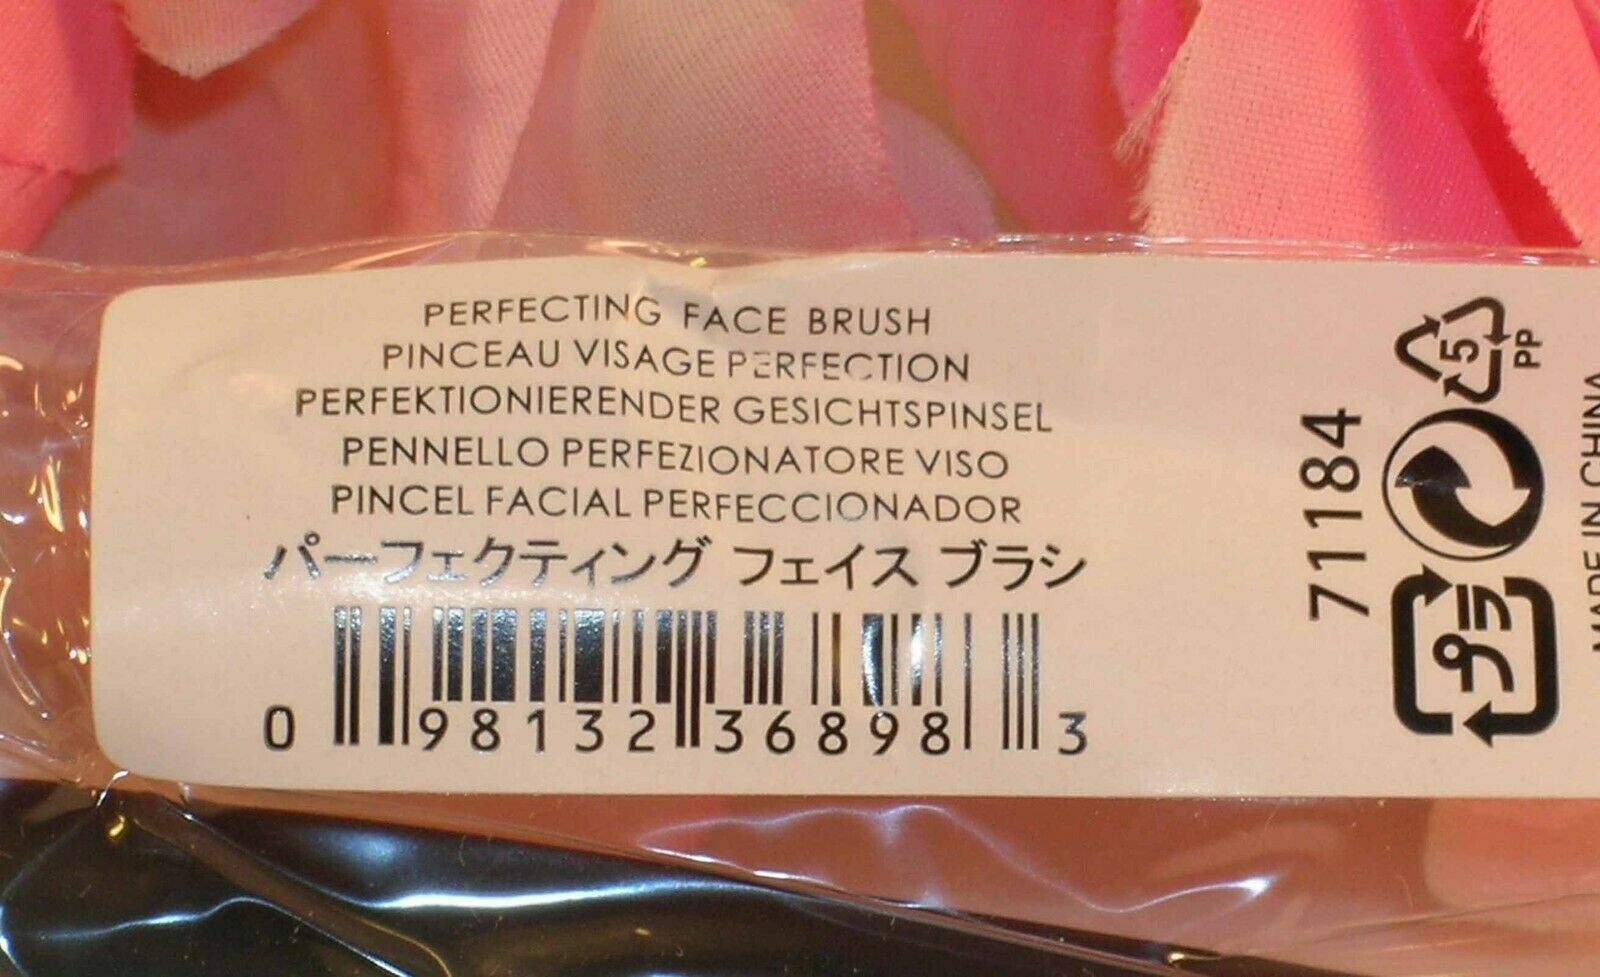 PERFECTING FACE BRUSH
PINCEAU VISAGE PERFECTION
PERFEKTIONIERENDER GESICHTSPINSEL
PENNELLO PERFEZIONATORE VISO
PINCEL FACIAL PERFECCIONADOR
パーフェクティング フェイス ブラシ
0 98132 36898 3
71184
5
PP
プラ
MADE IN CHINA